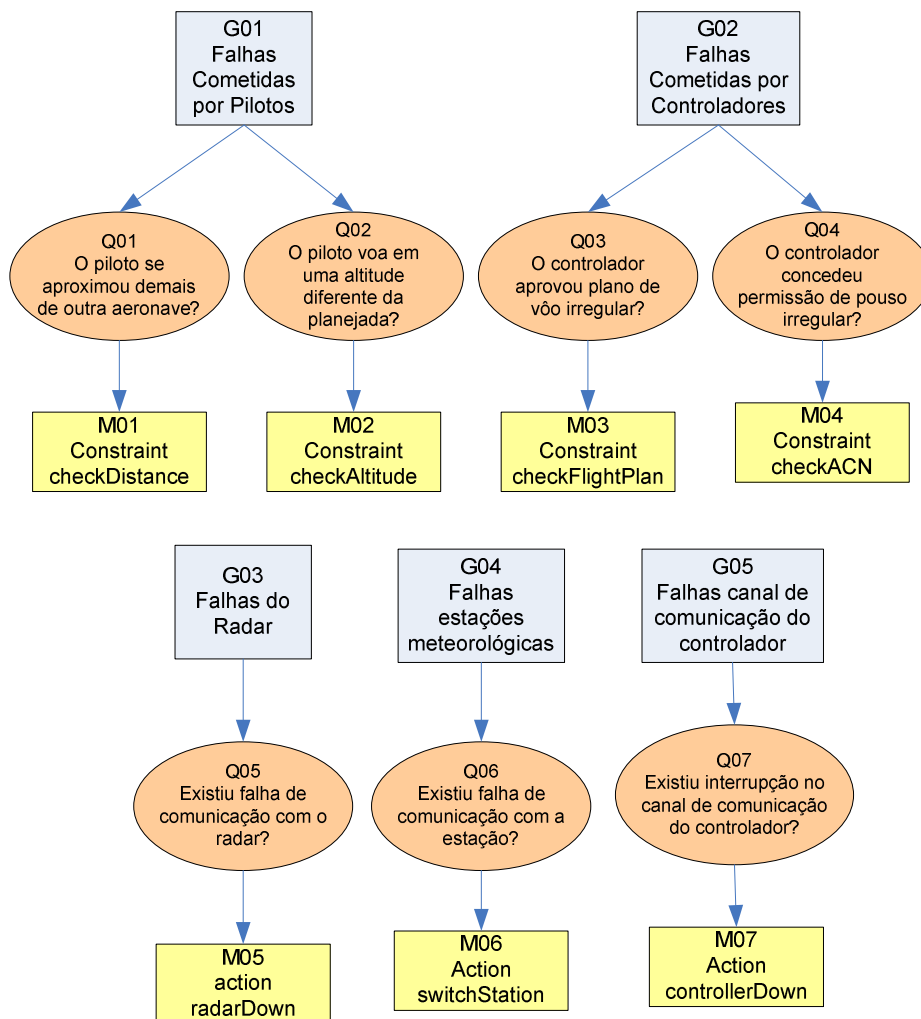 G01
Falhas
Cometidas
por Pilotos
G02
Falhas
Cometidas por
Controladores
Q01
O piloto se
aproximou demais
de outra aeronave?
Q02
O piloto voa em
uma altitude
diferente da
planejada?
Q03
O controlador
aprovou plano de
vôo irregular?
Q04
O controlador
concedeu
permissão de pouso
irregular?
M01
Constraint
checkDistance
M02
Constraint
checkAltitude
M03
Constraint
checkFlightPlan
M04
Constraint
checkACN
G03
Falhas do
Radar
G04
Falhas
estações
meteorológicas
G05
Falhas canal de
comunicação do
controlador
Q05
Existiu falha de
comunicação com o
radar?
Q06
Existiu falha de
comunicação com a
estação?
Q07
Existiu interrupção no
canal de comunicação
do controlador?
M05
action
radarDown
M06
Action
switchStation
M07
Action
controllerDown